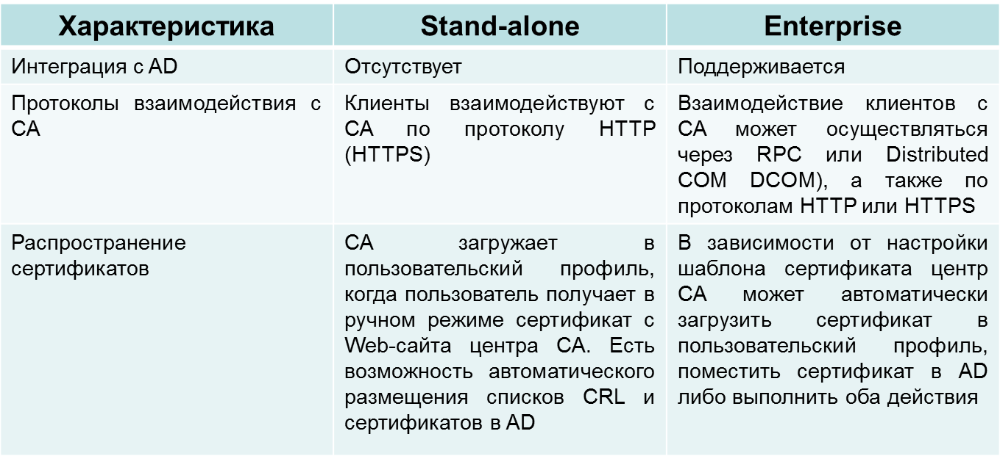 Характеристика
Stand-alone
Enterprise
Интеграция с AD
Отсутствует
Поддерживается
Протоколы взаимодействия с
CA
Клиенты взаимодействуют с
CA по протоколу HTTP
(HTTPS)
Взаимодействие клиентов с
CA может осуществляться
через RPC или Distributed
COM DCOM), а также по
протоколам HTTP или HTTPS
Распространение
сертификатов
CA загружает в
пользовательский профиль,
когда пользователь получает в
ручном режиме сертификат с
Web-сайта центра CA. Есть
возможность автоматического
размещения списков CRL и
сертификатов в AD
В зависимости от настройки
шаблона сертификата центр
CA может автоматически
загрузить сертификат в
пользовательский профиль,
поместить сертификат в AD
либо выполнить оба действия